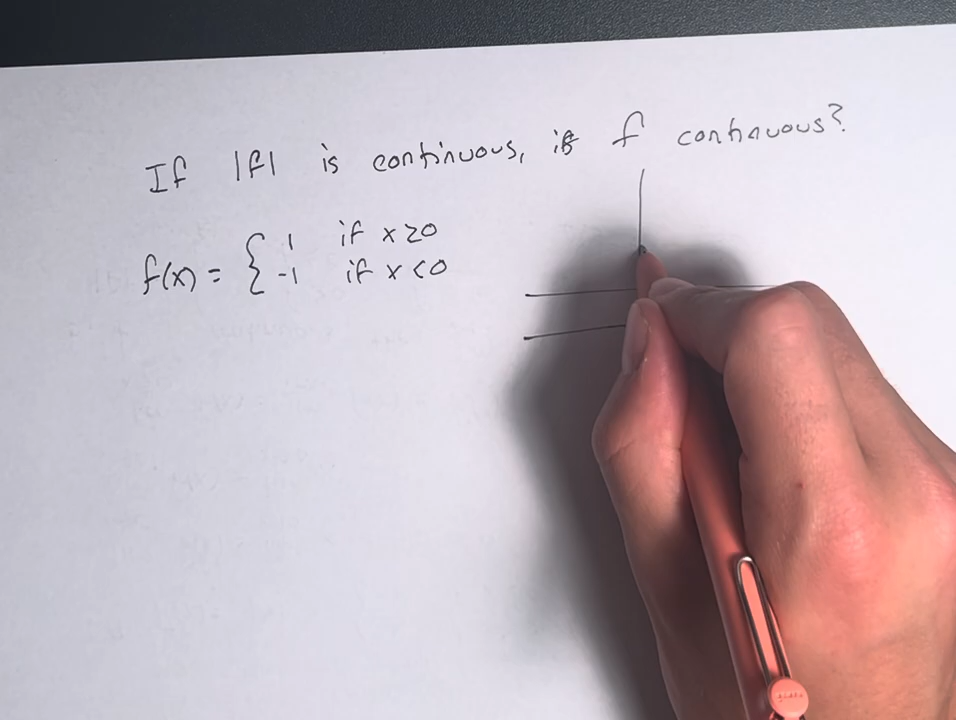 If |f| is continuous, is f continuous?
f(x) = { 1 if x ≥ 0
-1 if x < 0